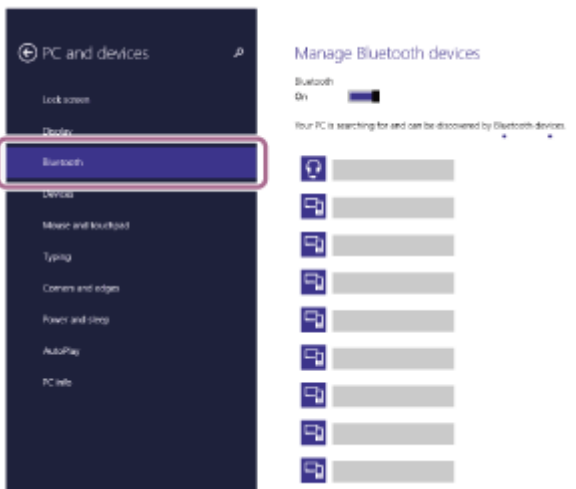 PC and devices
Lock screen
Display
Bluetooth
Devices
Mouse and touchpad
Typing
Corners and edges
Power and sleep
AutoPlay
PC info
Manage Bluetooth devices
Bluetooth
On
Your PC is searching for and can be discovered by Bluetooth devices.